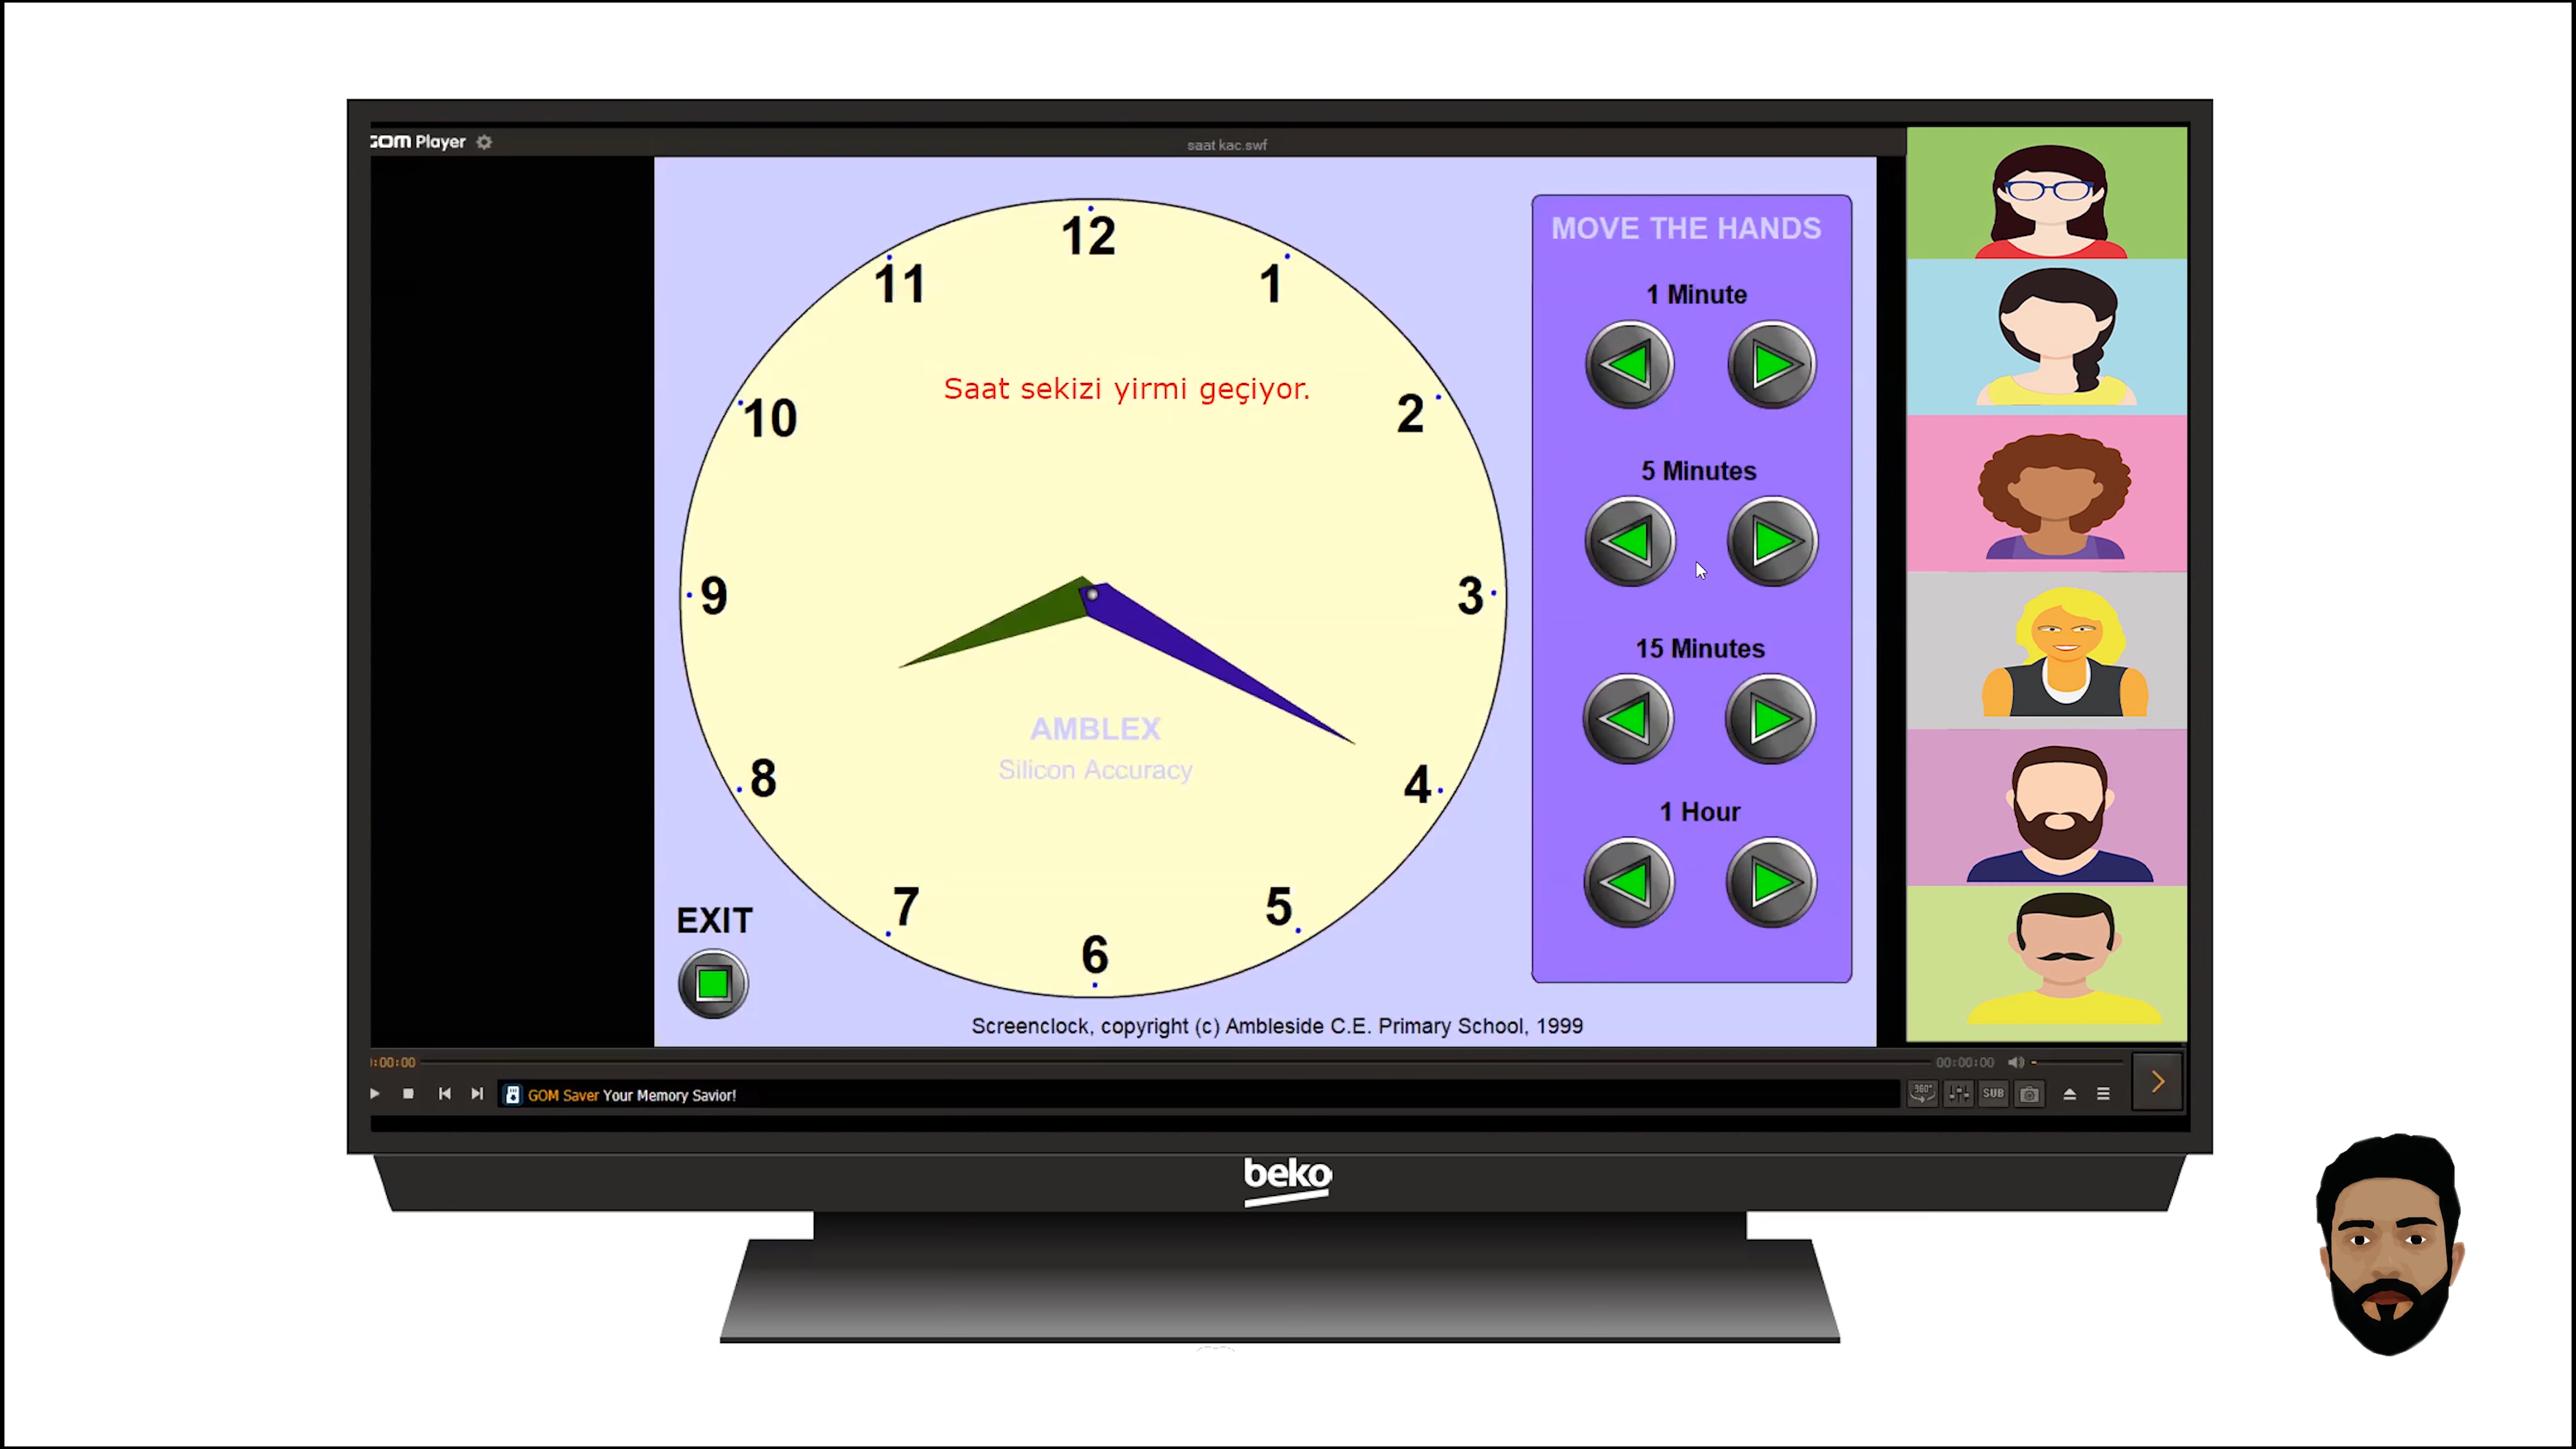 GOM Player
saat kac.swf
12
11
1
10
2
9
3
8
4
7
5
6
Saat sekizi yirmi geçiyor.
AMBLEX
Silicon Accuracy
EXIT
MOVE THE HANDS
1 Minute
5 Minutes
15 Minutes
1 Hour
Screenclock, copyright (c) Ambleside C.E. Primary School, 1999
:00:00
00:00:00
GOM Saver Your Memory Savior!
360°
SUB
beko